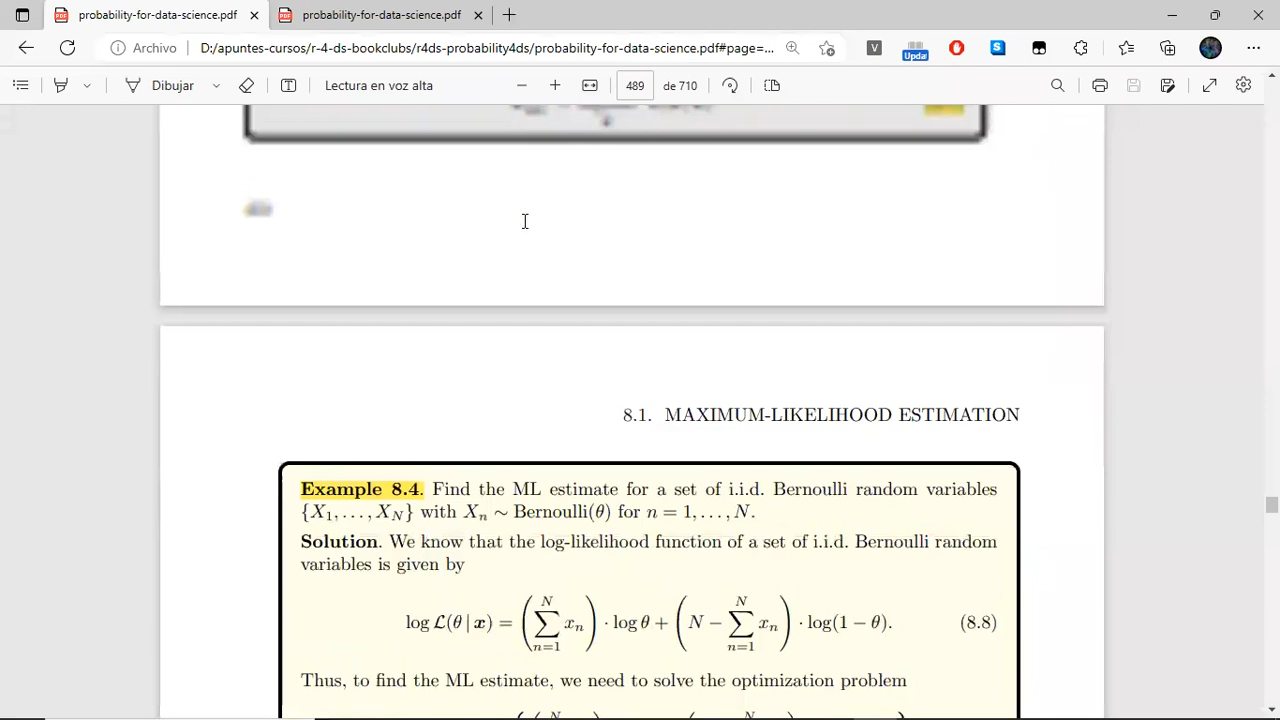 probability-for-data-science.pdf
probability-for-data-science.pdf
Archivo
D:/apuntes-curso/r-4-ds-bookclubs/r4ds-probability4ds/probability-for-data-science.pdf#page=...
V
Upda
S
Dibujar
Lectura en voz alta
489
de 710
8.1. MAXIMUM-LIKELIHOOD ESTIMATION
Example 8.4. Find the ML estimate for a set of i.i.d. Bernoulli random variables
{X₁, . . . , X_N} with Xₙ ∼ Bernoulli(θ) for n = 1, . . . , N.
Solution. We know that the log-likelihood function of a set of i.i.d. Bernoulli random
variables is given by
log ℒ(θ | 𝒙) = (∑_{n=1}^{N} xₙ) · log θ + (N − ∑_{n=1}^{N} xₙ) · log(1 − θ). (8.8)
Thus, to find the ML estimate, we need to solve the optimization problem